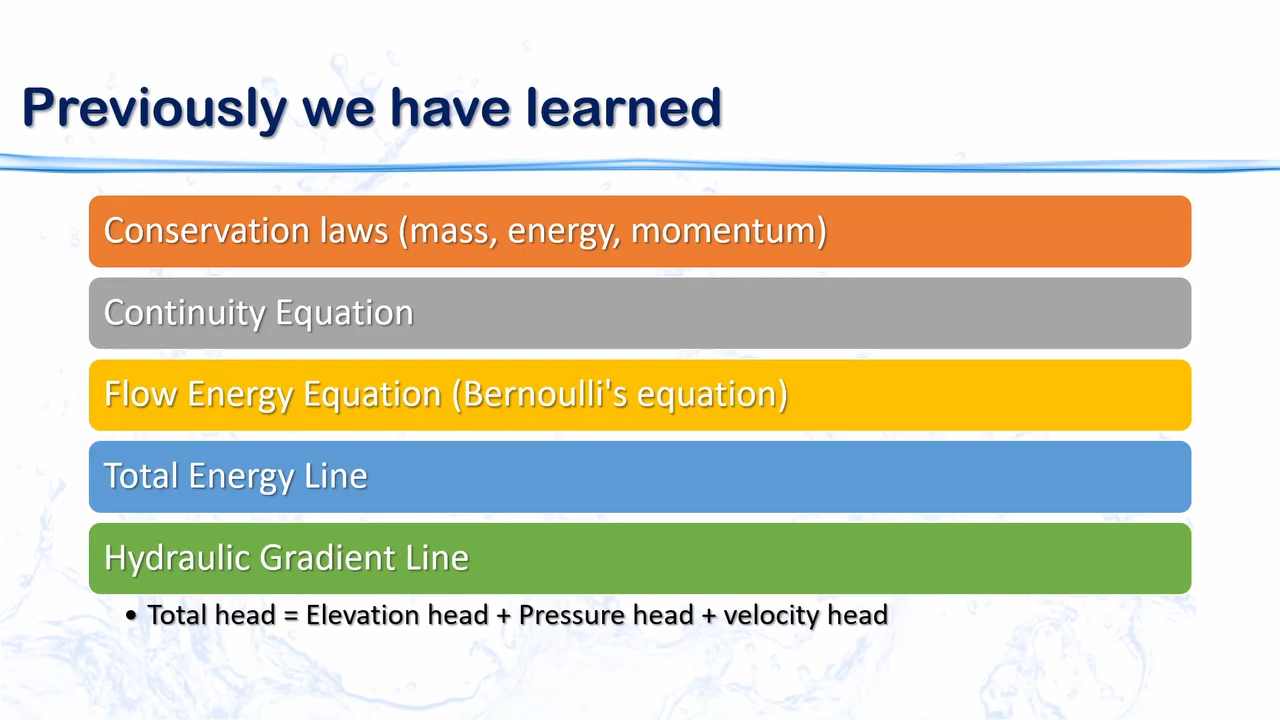 Previously we have learned
Conservation laws (mass, energy, momentum)
Continuity Equation
Flow Energy Equation (Bernoulli's equation)
Total Energy Line
Hydraulic Gradient Line
• Total head = Elevation head + Pressure head + velocity head